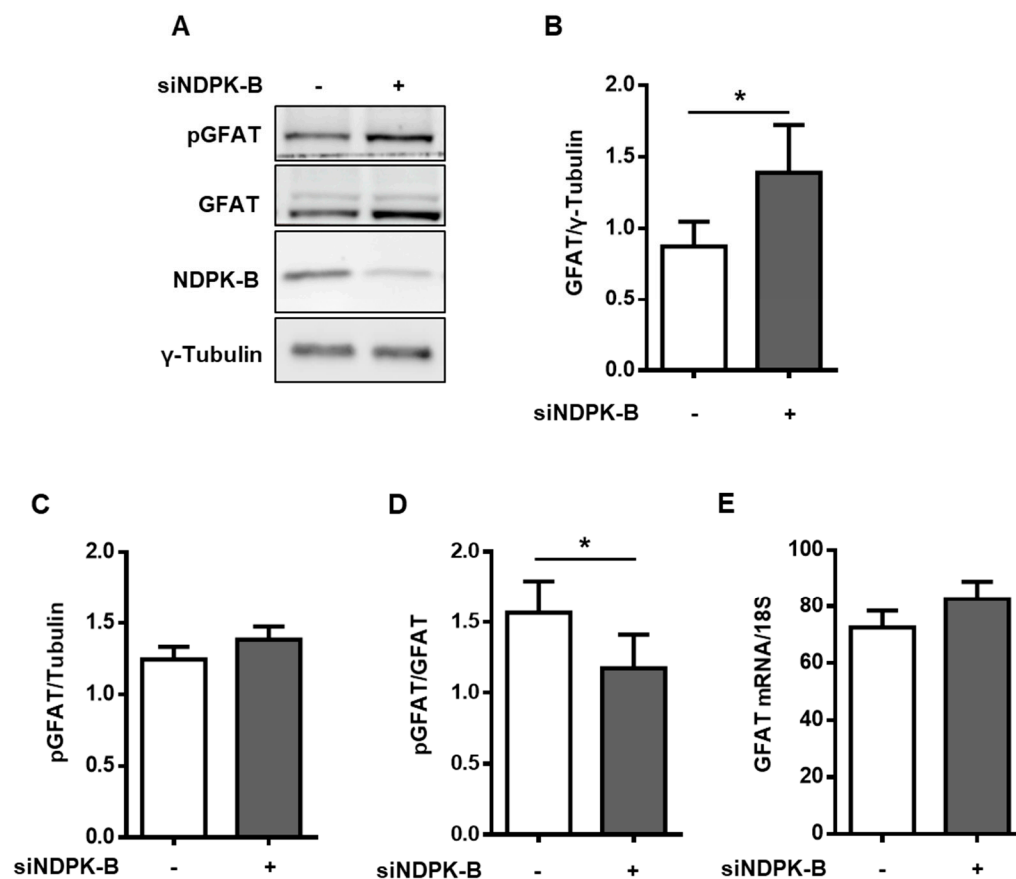 A
siNDPK-B - +
pGFAT
GFAT
NDPK-B
γ-Tubulin
B
GFAT/γ-Tubulin
2.0
1.5
1.0
0.5
0.0
*
siNDPK-B - +
C
pGFAT/Tubulin
2.0
1.5
1.0
0.5
0.0
siNDPK-B - +
D
pGFAT/GFAT
2.0
1.5
1.0
0.5
0.0
*
siNDPK-B - +
E
GFAT mRNA/18S
100
80
60
40
20
0
siNDPK-B - +